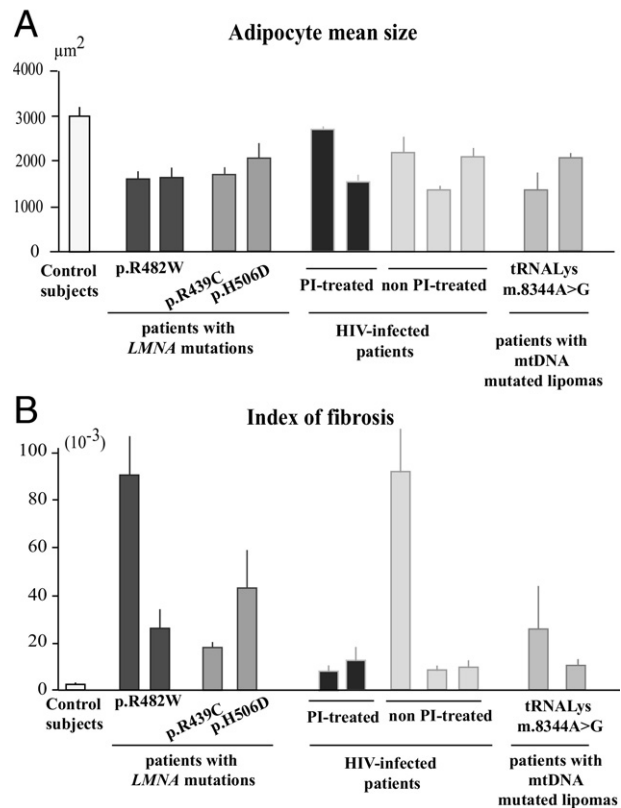 A
Adipocyte mean size
µm2
4000
3000
2000
1000
0
Control
subjects
p.R482W
p.R439C
p.H506D
patients with
LMNA mutations
PI-treated
non PI-treated
HIV-infected
patients
tRNALys
m.8344A>G
patients with
mtDNA
mutated lipomas
B
Index of fibrosis
(10-3)
100
80
60
40
20
0
Control
subjects
p.R482W
p.R439C
p.H506D
patients with
LMNA mutations
PI-treated
non PI-treated
HIV-infected
patients
tRNALys
m.8344A>G
patients with
mtDNA
mutated lipomas